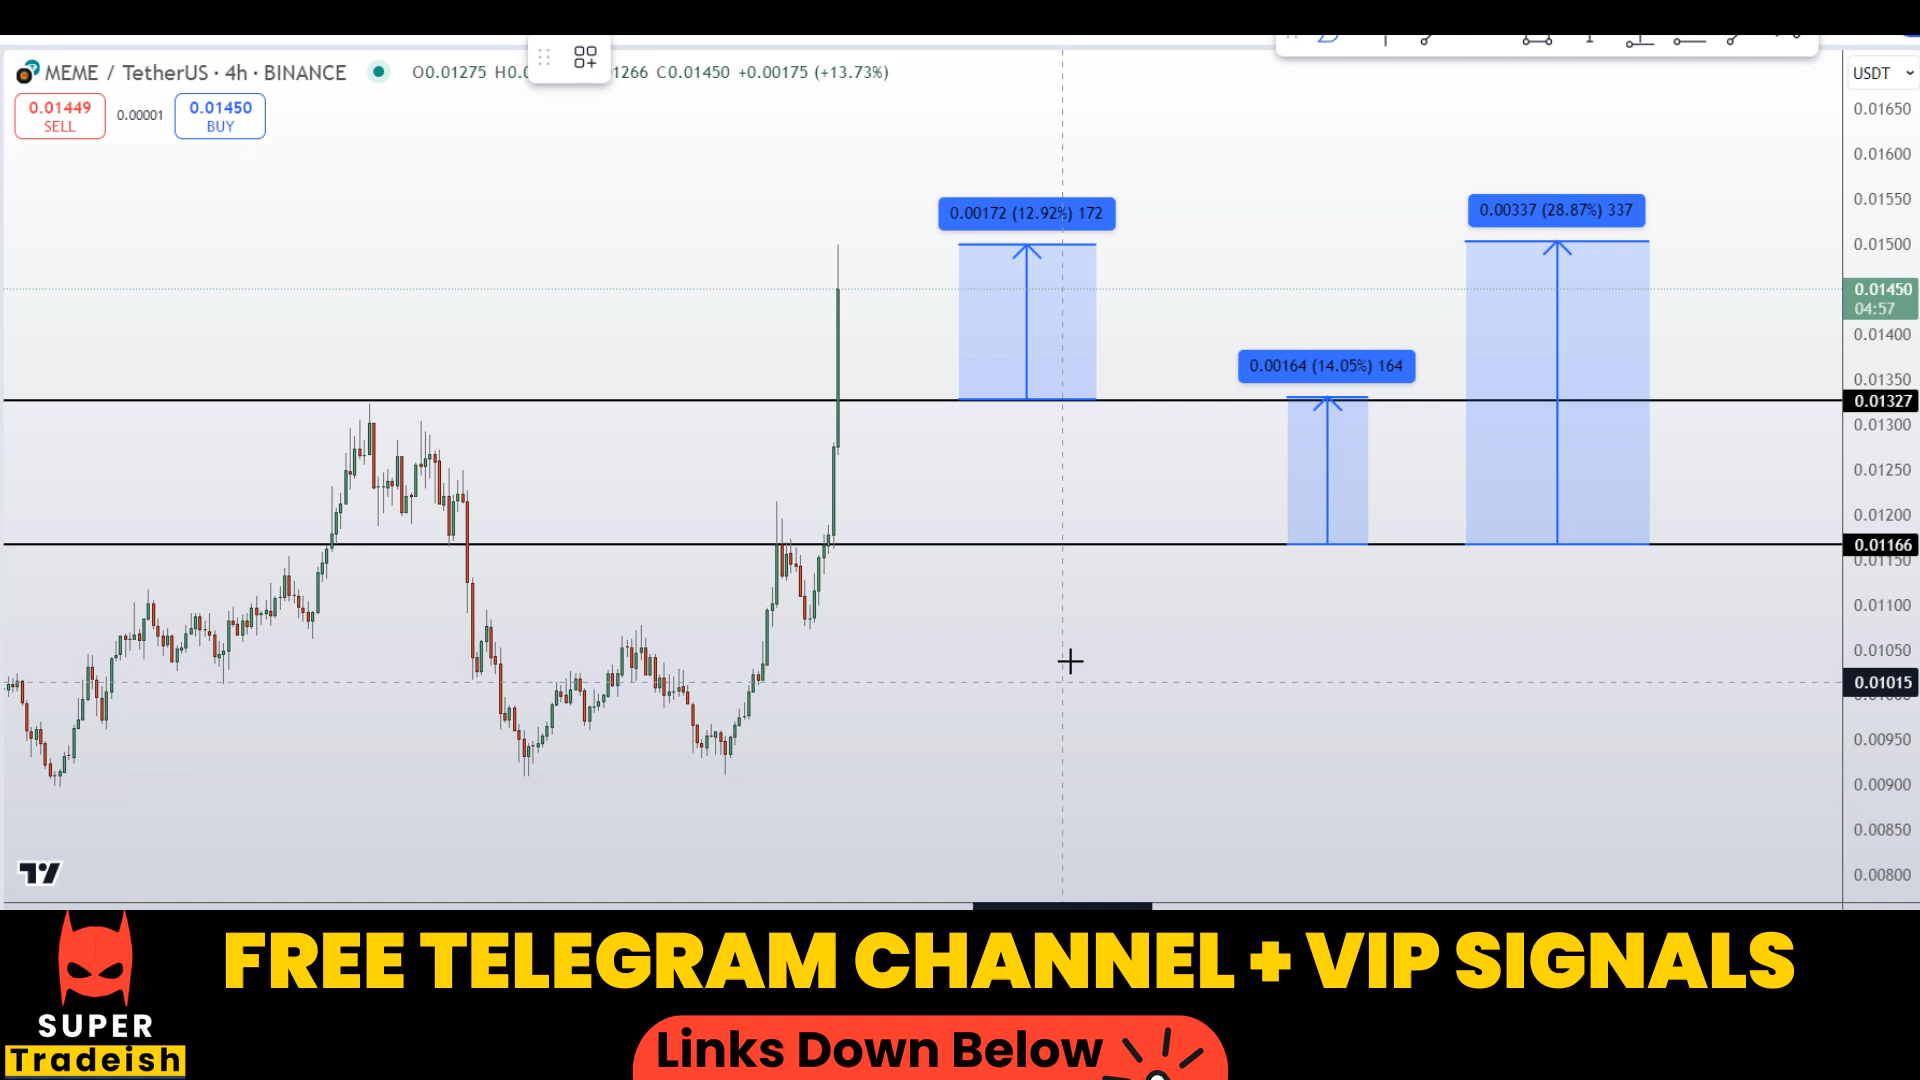 MEME / TetherUS · 4h · BINANCE
O0.01275 H0.0 1266 C0.01450 +0.00175 (+13.73%)
USDT
0.01449
SELL
0.00001
0.01450
BUY
0.01650
0.01600
0.01550
0.01500
0.01450
04:57
0.01400
0.01350
0.01327
0.01300
0.01250
0.01200
0.01166
0.01150
0.01100
0.01050
0.01015
0.00950
0.00900
0.00850
0.00800
0.00172 (12.92%) 172
0.00337 (28.87%) 337
0.00164 (14.05%) 164
FREE TELEGRAM CHANNEL + VIP SIGNALS
SUPER
Tradeish
Links Down Below